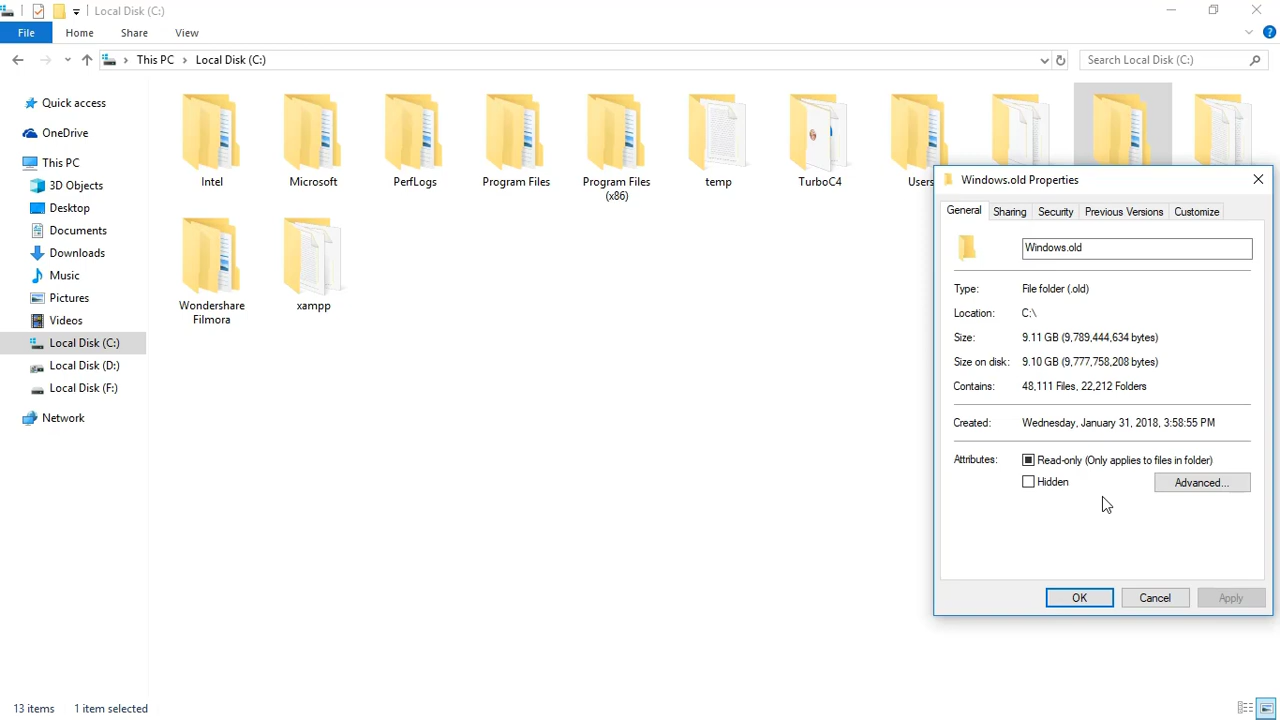 Local Disk (C:)
File
Home
Share
View
This PC
Local Disk (C:)
Search Local Disk (C:)
Quick access
OneDrive
This PC
3D Objects
Desktop
Documents
Downloads
Music
Pictures
Videos
Local Disk (C:)
Local Disk (D:)
Local Disk (F:)
Network
Intel
Microsoft
PerfLogs
Program Files
Program Files
(x86)
temp
TurboC4
Users
Wondershare
Filmora
xampp
Windows.old Properties
General
Sharing
Security
Previous Versions
Customize
Windows.old
Type: File folder (.old)
Location: C:\
Size: 9.11 GB (9,789,444,634 bytes)
Size on disk: 9.10 GB (9,777,758,208 bytes)
Contains: 48,111 Files, 22,212 Folders
Created: Wednesday, January 31, 2018, 3:58:55 PM
Attributes: Read-only (Only applies to files in folder)
Hidden
Advanced...
OK
Cancel
Apply
13 items
1 item selected